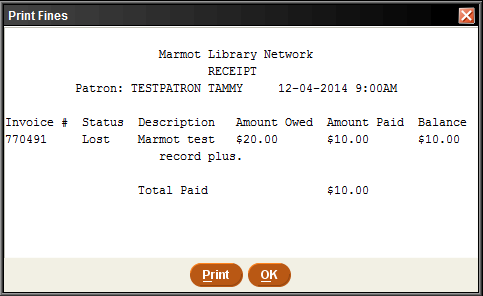 Print Fines
Marmot Library Network
RECEIPT
Patron: TESTPATRON TAMMY 12-04-2014 9:00AM
Invoice # Status Description Amount Owed Amount Paid Balance
770491 Lost Marmot test $20.00 $10.00 $10.00
record plus.
Total Paid $10.00
Print OK